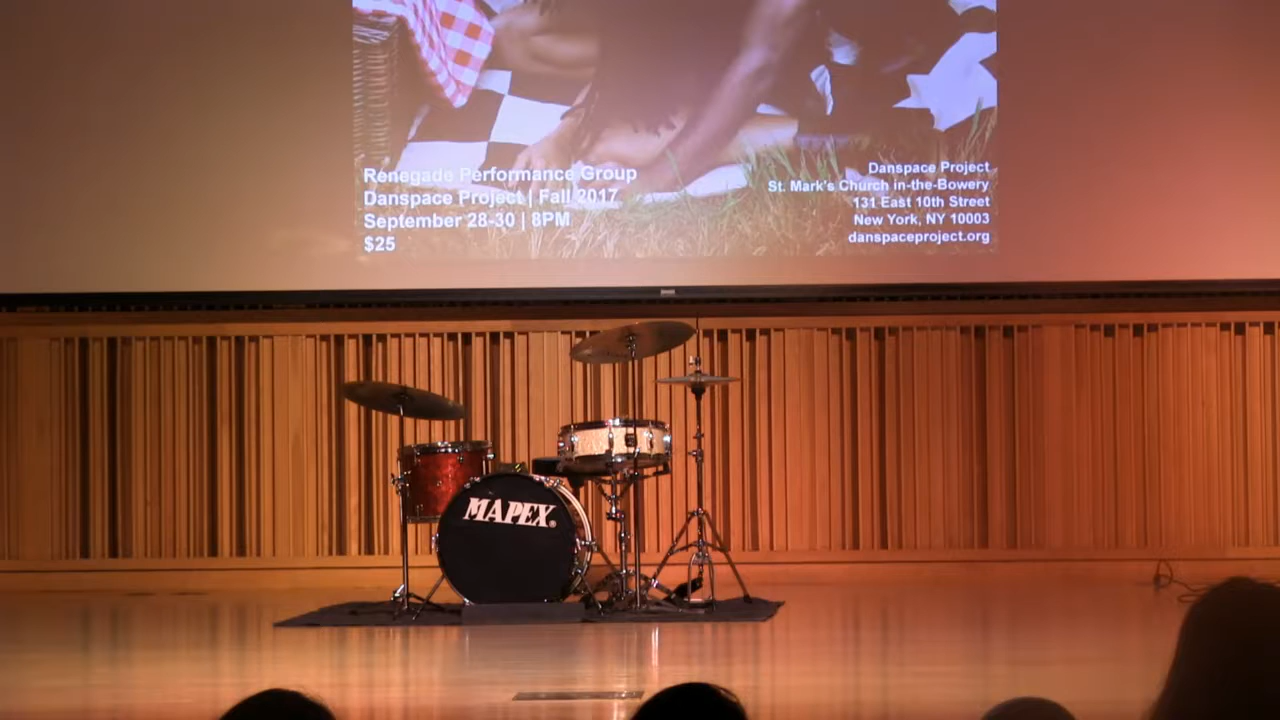 Renegade Performance Group
Danspace Project | Fall 2017
September 28-30 | 8PM
$25
Danspace Project
St. Mark's Church in-the-Bowery
131 East 10th Street
New York, NY 10003
danspaceproject.org
MAPEX®